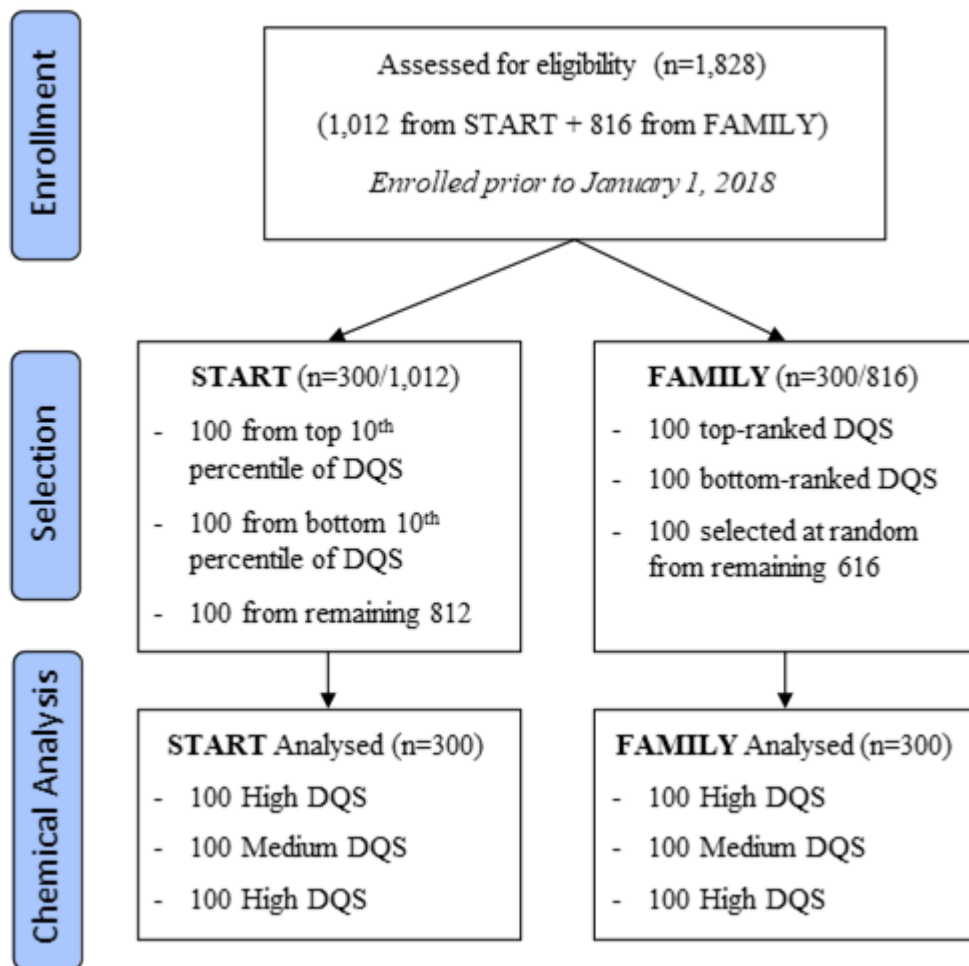 Enrollment
Assessed for eligibility (n=1,828)
(1,012 from START + 816 from FAMILY)
Enrolled prior to January 1, 2018
Selection
START (n=300/1,012)
- 100 from top 10th
percentile of DQS
- 100 from bottom 10th
percentile of DQS
- 100 from remaining 812
FAMILY (n=300/816)
- 100 top-ranked DQS
- 100 bottom-ranked DQS
- 100 selected at random
from remaining 616
Chemical Analysis
START Analysed (n=300)
- 100 High DQS
- 100 Medium DQS
- 100 High DQS
FAMILY Analysed (n=300)
- 100 High DQS
- 100 Medium DQS
- 100 High DQS